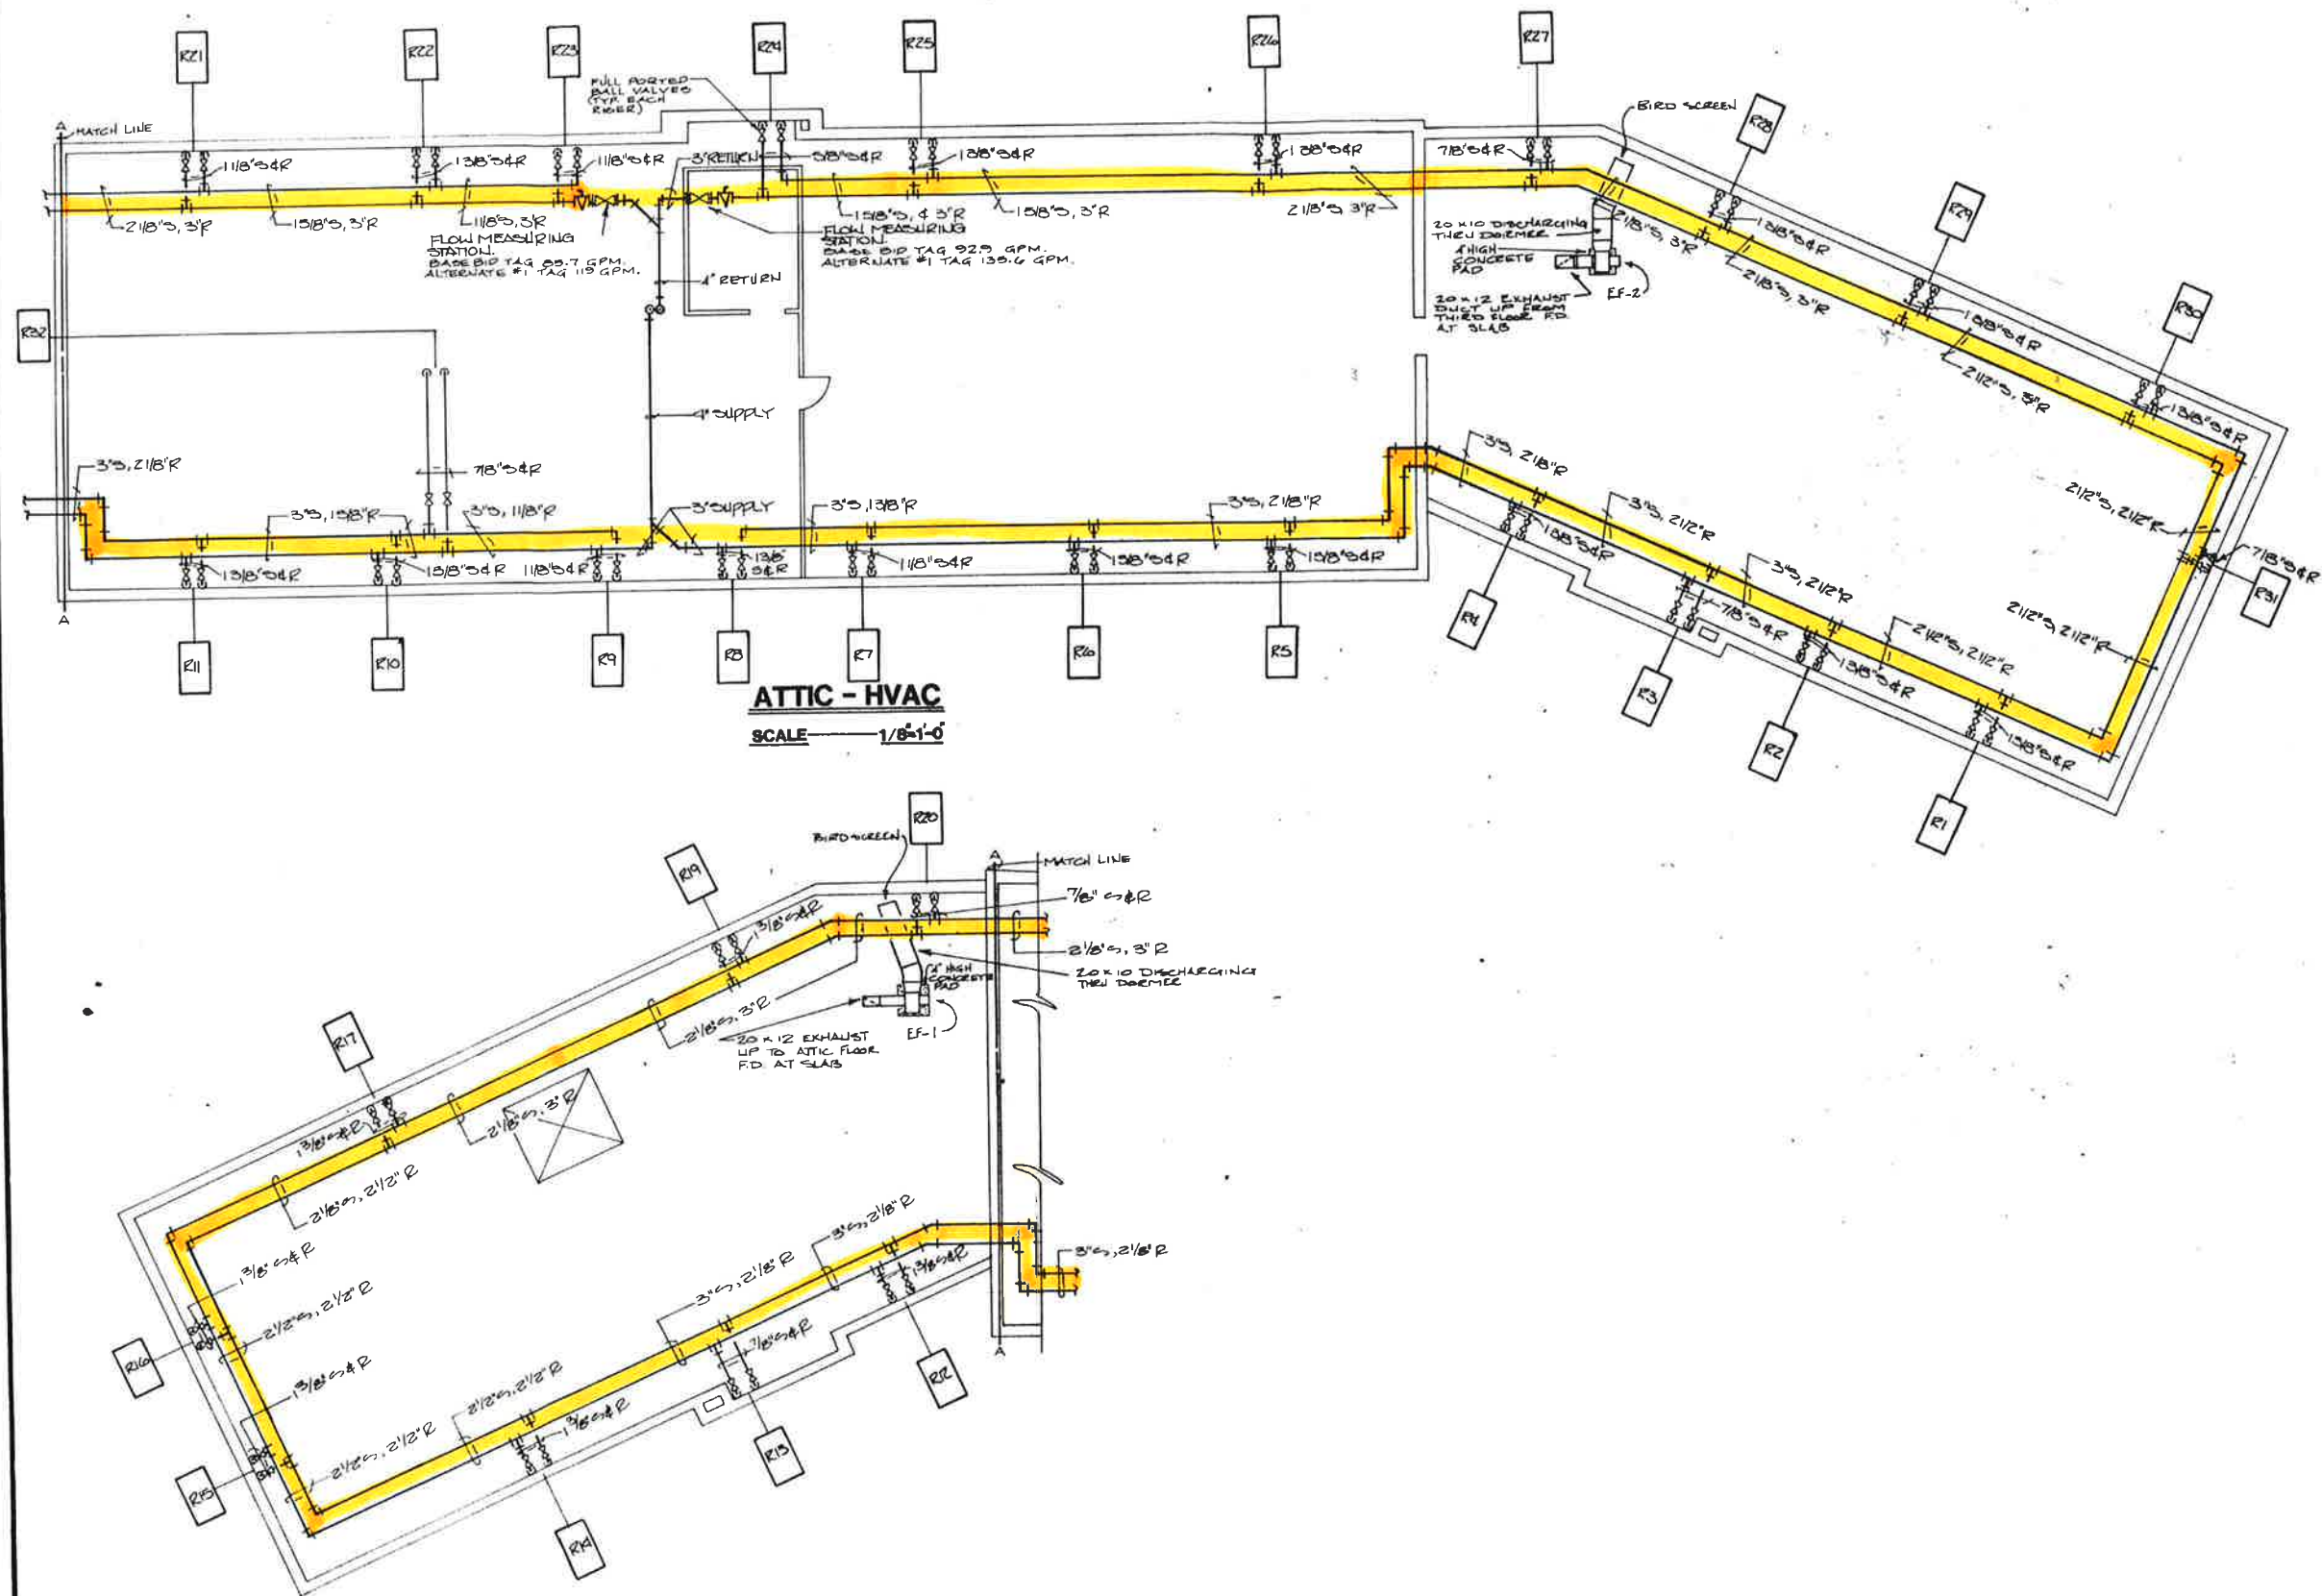 R21
R22
R23
R24
R25
R26
R27
FULL PORTED
BALL VALVES
(TYP. EACH
RISER)
BIRD SCREEN
R28
A
MATCH LINE
1 1/8"S&R
1 3/8"S&R
1 1/8"S&R
3"RETURN
5/8"S&R
1 3/8"S&R
1 3/8"S&R
7/8"S&R
R29
2 1/8"S, 3"R
1 5/8"S, 3"R
1 1/8"S, 3"R
FLOW MEASURING
STATION.
BASE BID TAG 85.7 GPM.
ALTERNATE #1 TAG 119 GPM.
1 5/8"S, & 3"R
FLOW MEASURING
STATION.
BASE BID TAG 92.9 GPM.
ALTERNATE #1 TAG 135.6 GPM.
1 5/8"S, 3"R
2 1/8"S, 3"R
20 x 10 DISCHARGING
THRU DORMER
4" HIGH
CONCRETE
PAD
2 1/8"S, 3"R
1 3/8"S&R
4" RETURN
20 x 12 EXHAUST
DUCT UP FROM
THIRD FLOOR F.D.
AT SLAB
EF-2
2 1/8"S, 3"R
1 3/8"S&R
R30
R32
2 1/2"S, 3"R
1 3/8"S&R
4" SUPPLY
3"S, 2 1/8"R
7/8"S&R
3"S, 1 5/8"R
3"S, 1 1/8"R
3"SUPPLY
3"S, 1 3/8"R
3"S, 2 1/8"R
3"S, 2 1/8"R
3"S, 2 1/2"R
2 1/2"S, 2 1/2"R
7/8"S&R
R31
1 3/8"S&R
1 5/8"S&R
1 1/8"S&R
1 3/8"
S&R
1 1/8"S&R
1 3/8"S&R
1 3/8"S&R
1 3/8"S&R
3"S, 2 1/2"R
7/8"S&R
2 1/2"S, 2 1/2"R
2 1/2"S, 2 1/2"R
1 3/8"S&R
1 3/8"S&R
A
R11
R10
R9
R8
R7
R6
R5
R4
R3
R2
R1
ATTIC - HVAC
SCALE 1/8"=1'-0"
R20
BIRD SCREEN
R19
A
MATCH LINE
7/8" S&R
1 3/8" S&R
2 1/8" S, 3" R
20 x 10 DISCHARGING
THRU DORMER
4" HIGH
CONCRETE
PAD
2 1/8" S, 3" R
EF-1
20 x 12 EXHAUST
UP TO ATTIC FLOOR
F.D. AT SLAB
R17
1 3/8" S&R
2 1/8" S, 3" R
2 1/8" S, 2 1/2" R
3" S, 2 1/8" R
1 3/8" S&R
3" S, 2 1/8" R
1 3/8" S&R
3" S, 2 1/8" R
2 1/2" S, 2 1/2" R
R16
7/8" S&R
A
R12
1 3/8" S&R
2 1/2" S, 2 1/2" R
1 3/8" S&R
2 1/2" S, 2 1/2" R
R15
R13
R14